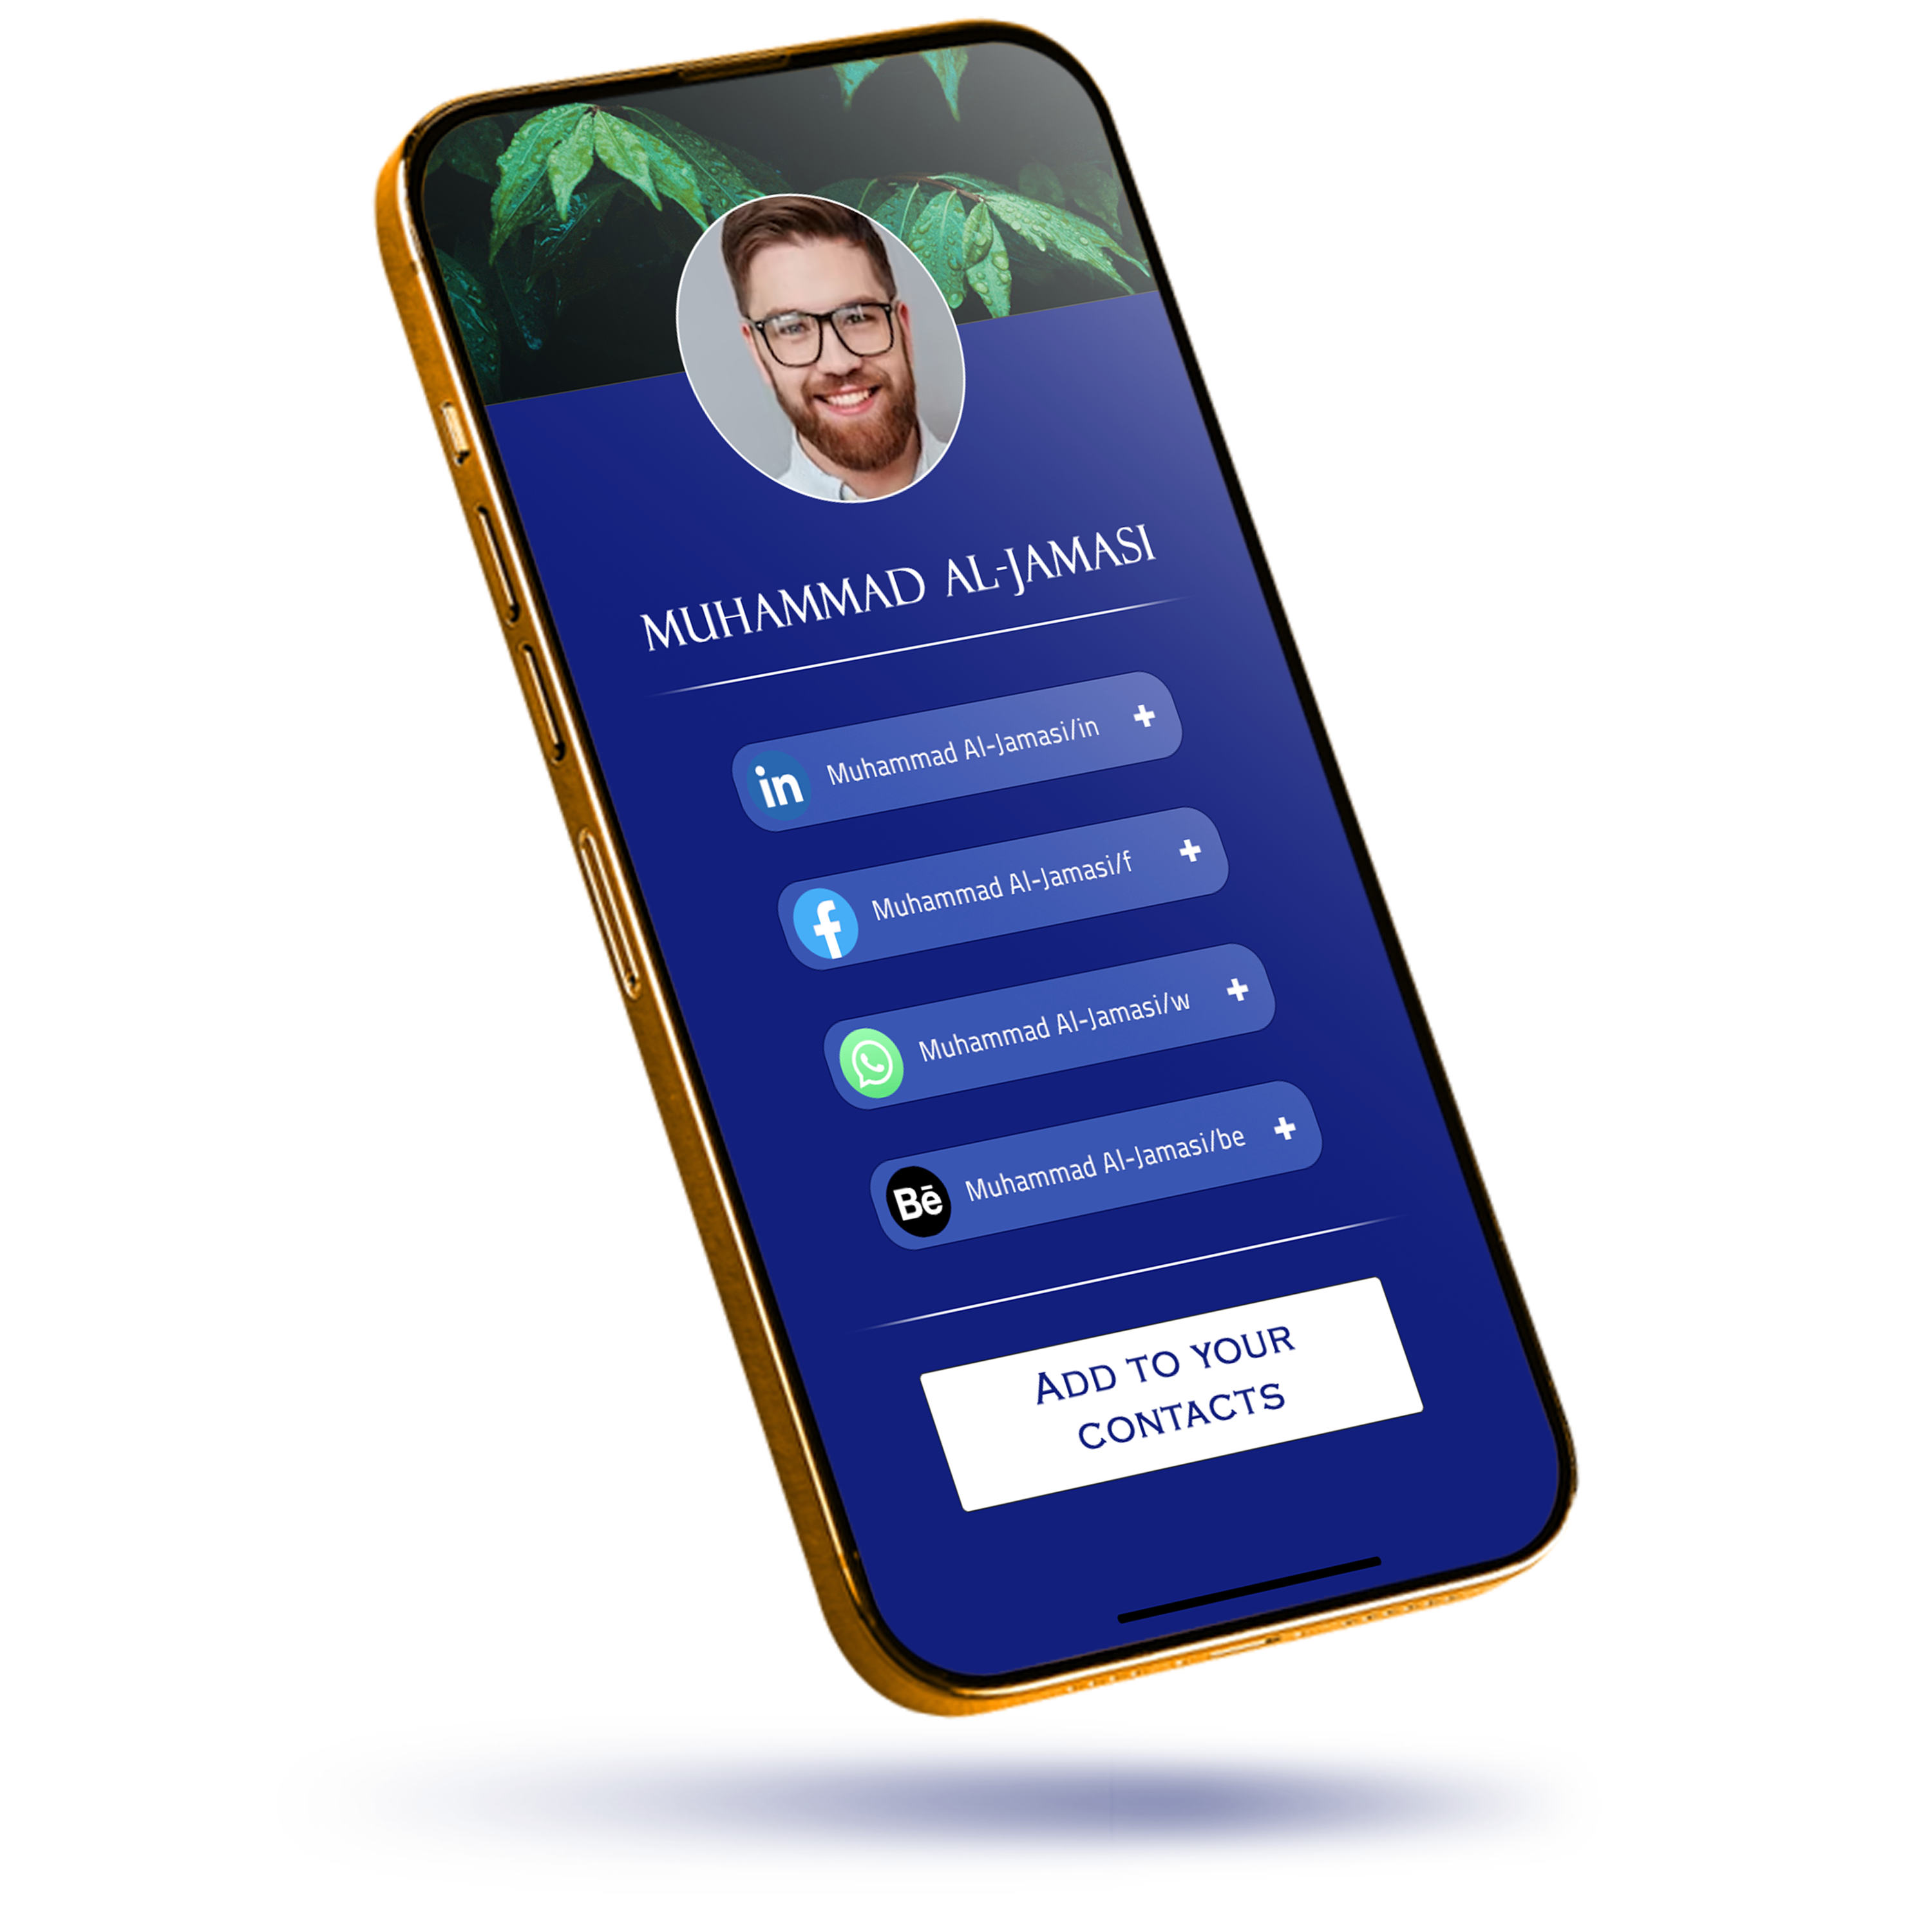 MUHAMMAD AL-JAMASI
in Muhammad Al-Jamasi/in +
f Muhammad Al-Jamasi/f +
Muhammad Al-Jamasi/w +
Bē Muhammad Al-Jamasi/be +
ADD TO YOUR
CONTACTS